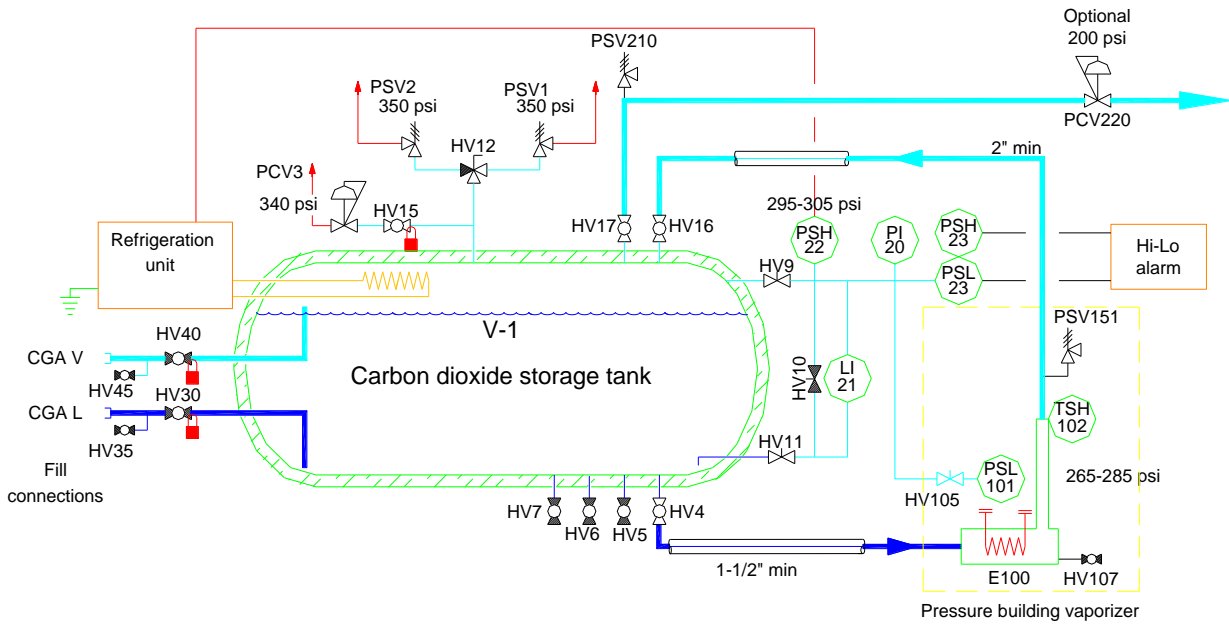 Optional
200 psi
PSV210
PSV2
350 psi
PSV1
350 psi
PCV220
HV12
2" min
PCV3
340 psi
HV15
295-305 psi
HV17
HV16
PSH
22
PI
20
PSH
23
Refrigeration
unit
Hi-Lo
alarm
HV9
PSL
23
V-1
PSV151
CGA V
HV40
HV45
Carbon dioxide storage tank
HV10
LI
21
HV30
CGA L
HV35
TSH
102
HV11
Fill
connections
PSL
101
265-285 psi
HV105
HV7
HV6
HV5
HV4
1-1/2" min
E100
HV107
Pressure building vaporizer